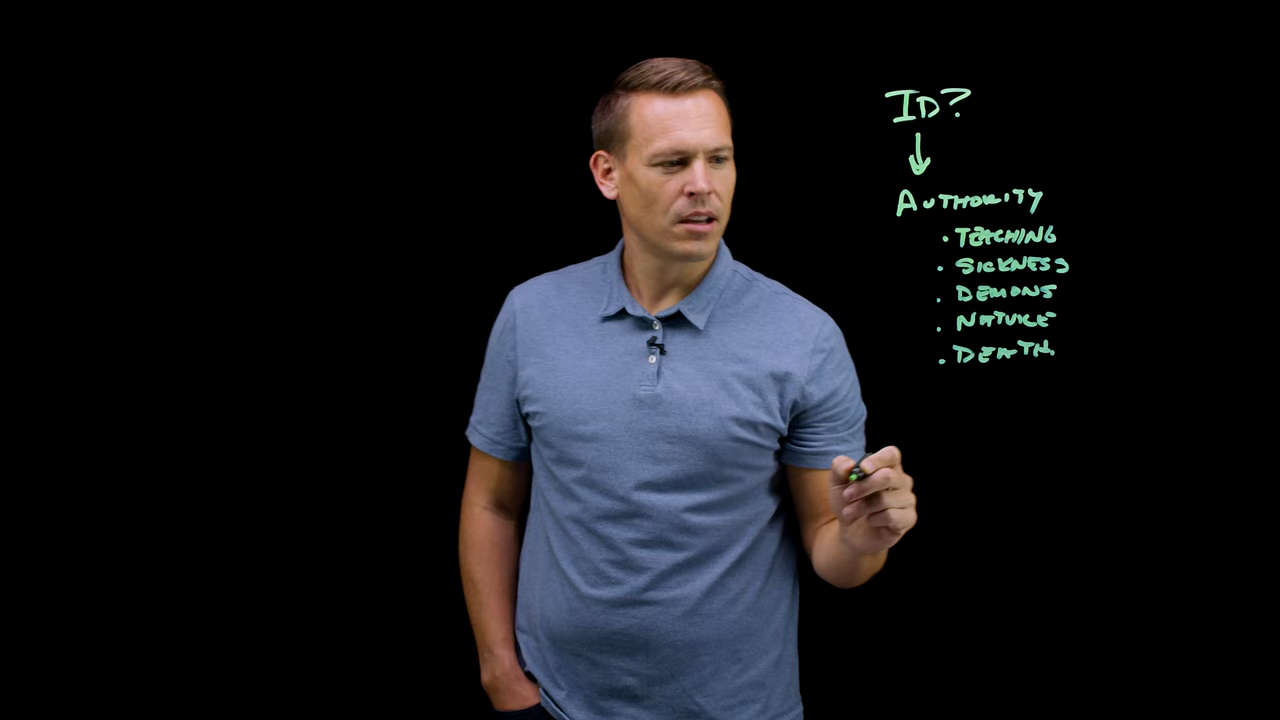 ID?
AUTHORITY
· TEACHING
· SICKNESS
· DEMONS
· NATURE
· DEATH